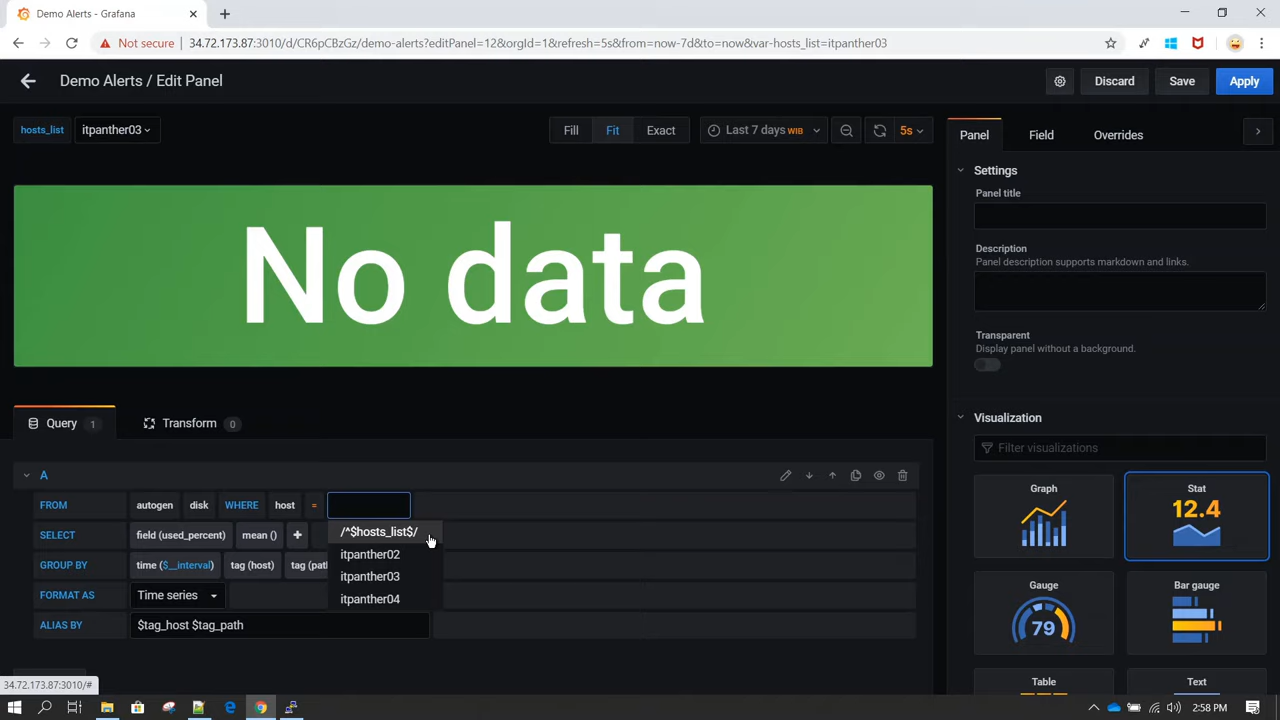 Demo Alerts - Grafana
Not secure
34.72.173.87:3010/d/CR6pCBzGz/demo-alerts?editPanel=12&orgId=1&refresh=5s&from=now-7d&to=now&var-hosts_list=itpanther03
Demo Alerts / Edit Panel
Discard
Save
Apply
hosts_list
itpanther03
Fill
Fit
Exact
Last 7 days WIB
5s
Panel
Field
Overrides
Settings
Panel title
No data
Description
Panel description supports markdown and links.
Transparent
Display panel without a background.
Query 1
Transform 0
Visualization
Filter visualizations
A
FROM autogen disk WHERE host =
/^$hosts_list$/
itpanther02
itpanther03
itpanther04
SELECT field (used_percent) mean () +
GROUP BY time ($__interval) tag (host)
FORMAT AS Time series
ALIAS BY $tag_host $tag_path
Graph
Stat
12.4
Gauge
79
Bar gauge
Table
Text
34.72.173.87:3010/#
2:58 PM